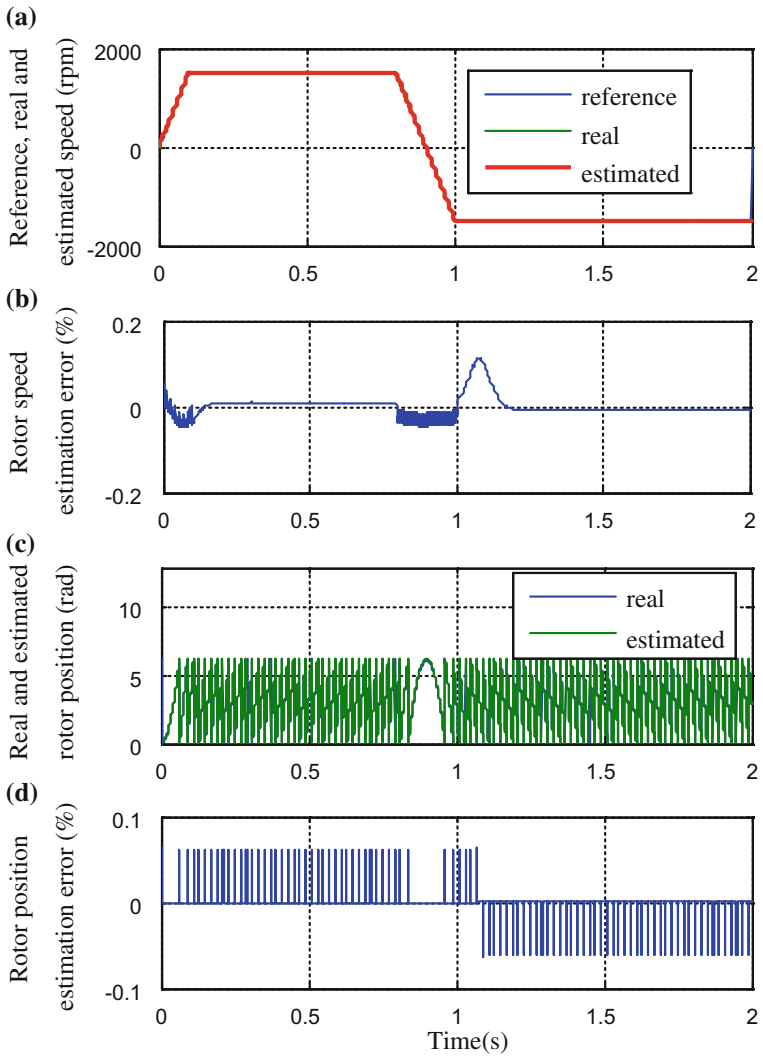 (a)
Reference, real and
estimated speed (rpm)
2000
0
-2000
reference
real
estimated
0
0.5
1
1.5
2
(b)
Rotor speed
estimation error (%)
0.2
0
-0.2
0
0.5
1
1.5
2
(c)
Real and estimated
rotor position (rad)
10
5
0
real
estimated
0
0.5
1
1.5
2
(d)
Rotor position
estimation error (%)
0.1
0
-0.1
0
0.5
1
1.5
2
Time(s)